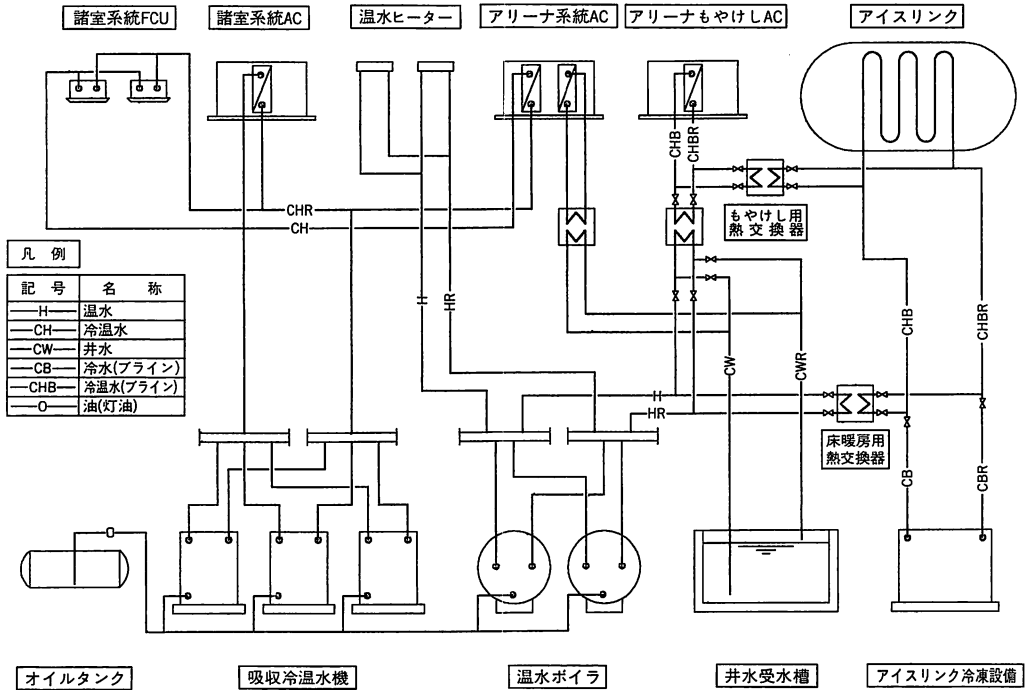 諸室系統FCU
諸室系統AC
温水ヒーター
アリーナ系統AC
アリーナもやけしAC
アイスリンク
CHB
CHBR
もやけし用
熱交換器
CHR
CH
凡 例
記 号 名 称
H 温水
CH 冷温水
CW 井水
CB 冷水(ブライン)
CHB 冷温水(ブライン)
O 油(灯油)
H
HR
CW
CWR
CHB
CHBR
H
HR
床暖房用
熱交換器
CB
CBR
O
オイルタンク
吸収冷温水機
温水ボイラ
井水受水槽
アイスリンク冷凍設備